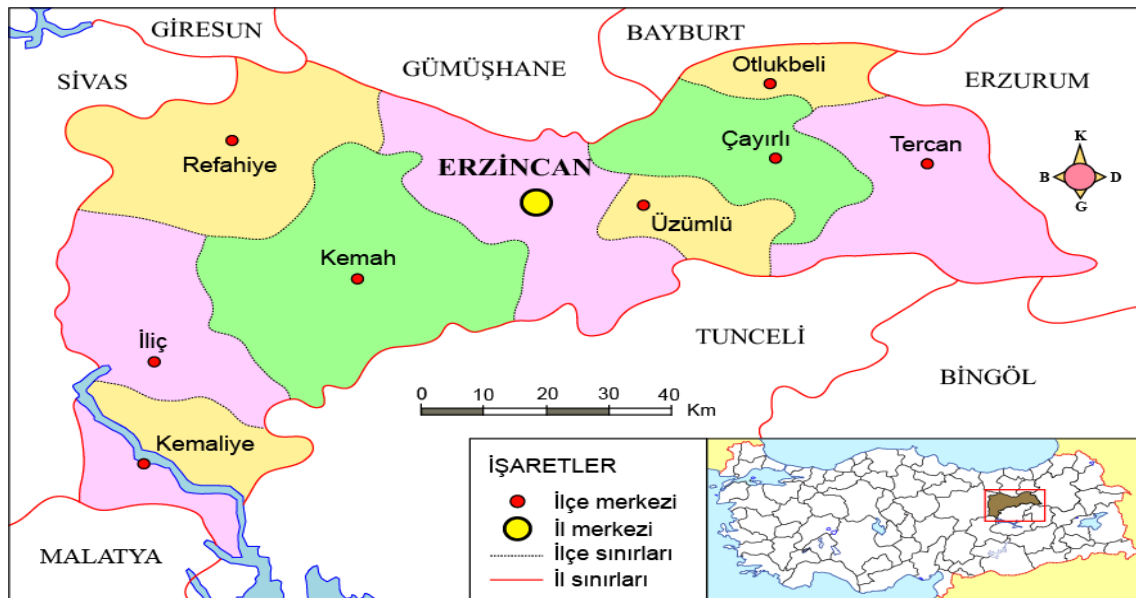 GİRESUN
BAYBURT
SİVAS
GÜMÜŞHANE
Otlukbeli
ERZURUM
Refahiye
ERZİNCAN
Çayırlı
Tercan
K
B
D
G
Üzümlü
Kemah
İliç
TUNCELİ
BİNGÖL
0 10 20 30 40
Km
Kemaliye
MALATYA
İŞARETLER
İlçe merkezi
İl merkezi
İlçe sınırları
İl sınırları